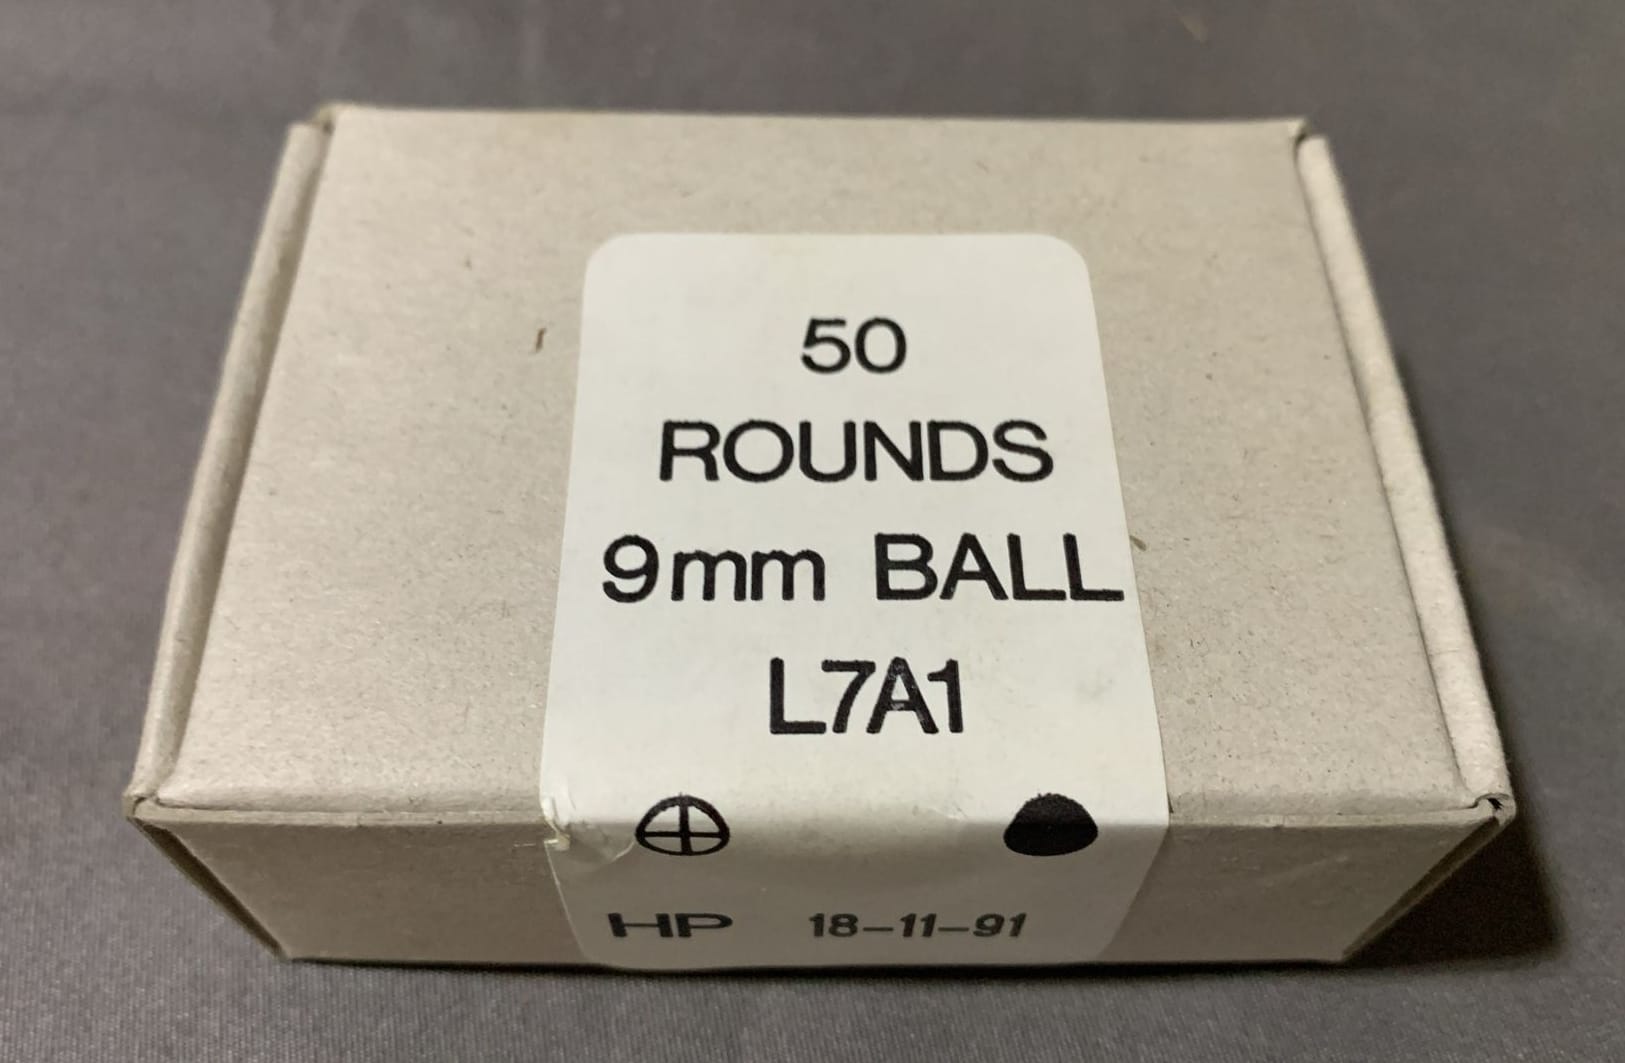 50
ROUNDS
9mm BALL
L7A1
HP 18-11-91